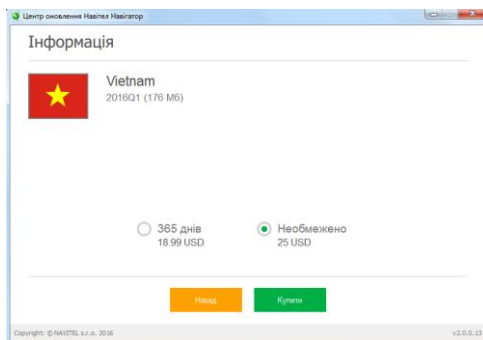 Центр оновлення Навітел Навігатор
Інформація
Vietnam
2016Q1 (176 Мб)
365 днів
18.99 USD
Необмежено
25 USD
Назад
Купити
Copyright: © NAVITEL s.r.o. 2016
v2.0.0.13